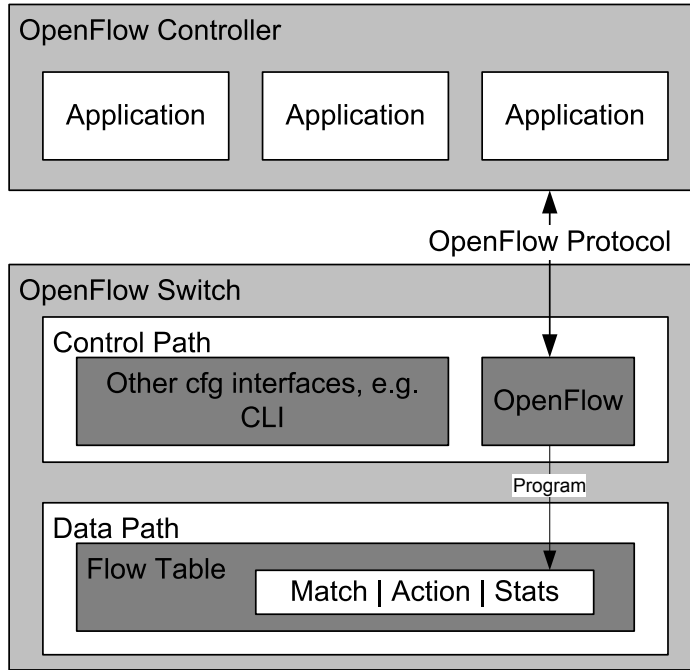 OpenFlow Controller
Application
Application
Application
OpenFlow Protocol
OpenFlow Switch
Control Path
Other cfg interfaces, e.g.
CLI
OpenFlow
Program
Data Path
Flow Table
Match | Action | Stats